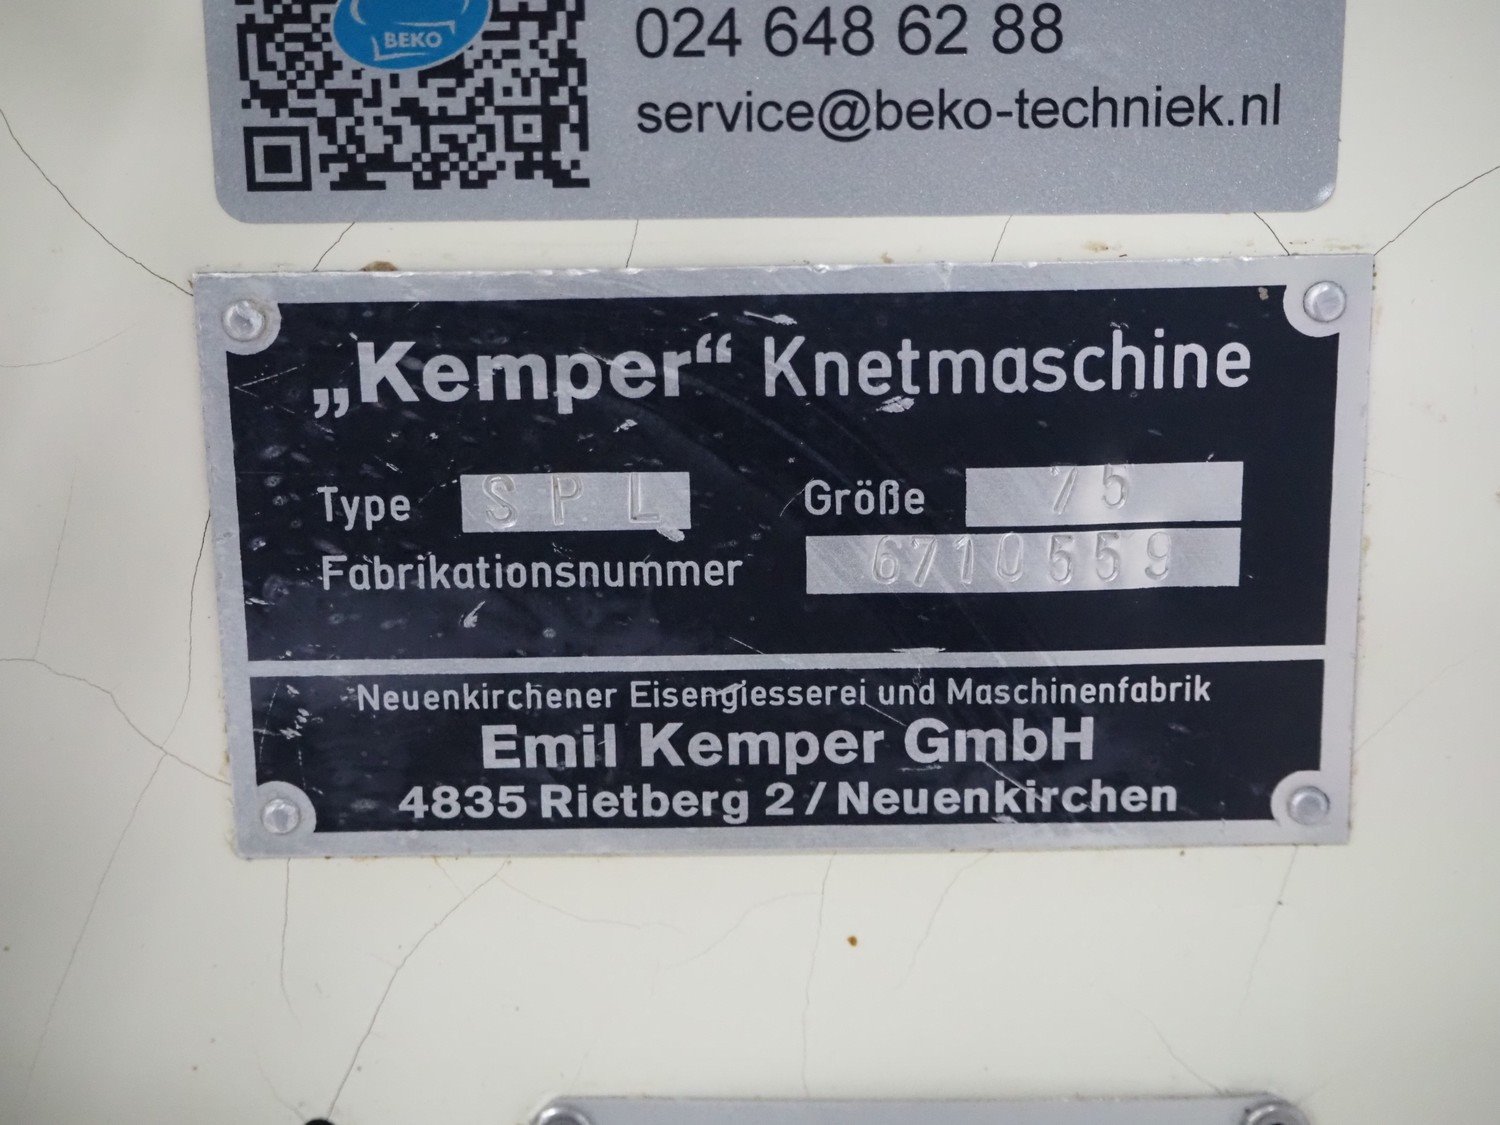 BEKO
024 648 62 88
service@beko-techniek.nl
„Kemper“ Knetmaschine
Type SPL Größe 75
Fabrikationsnummer 6710559
Neuenkirchener Eisengiesserei und Maschinenfabrik
Emil Kemper GmbH
4835 Rietberg 2 / Neuenkirchen